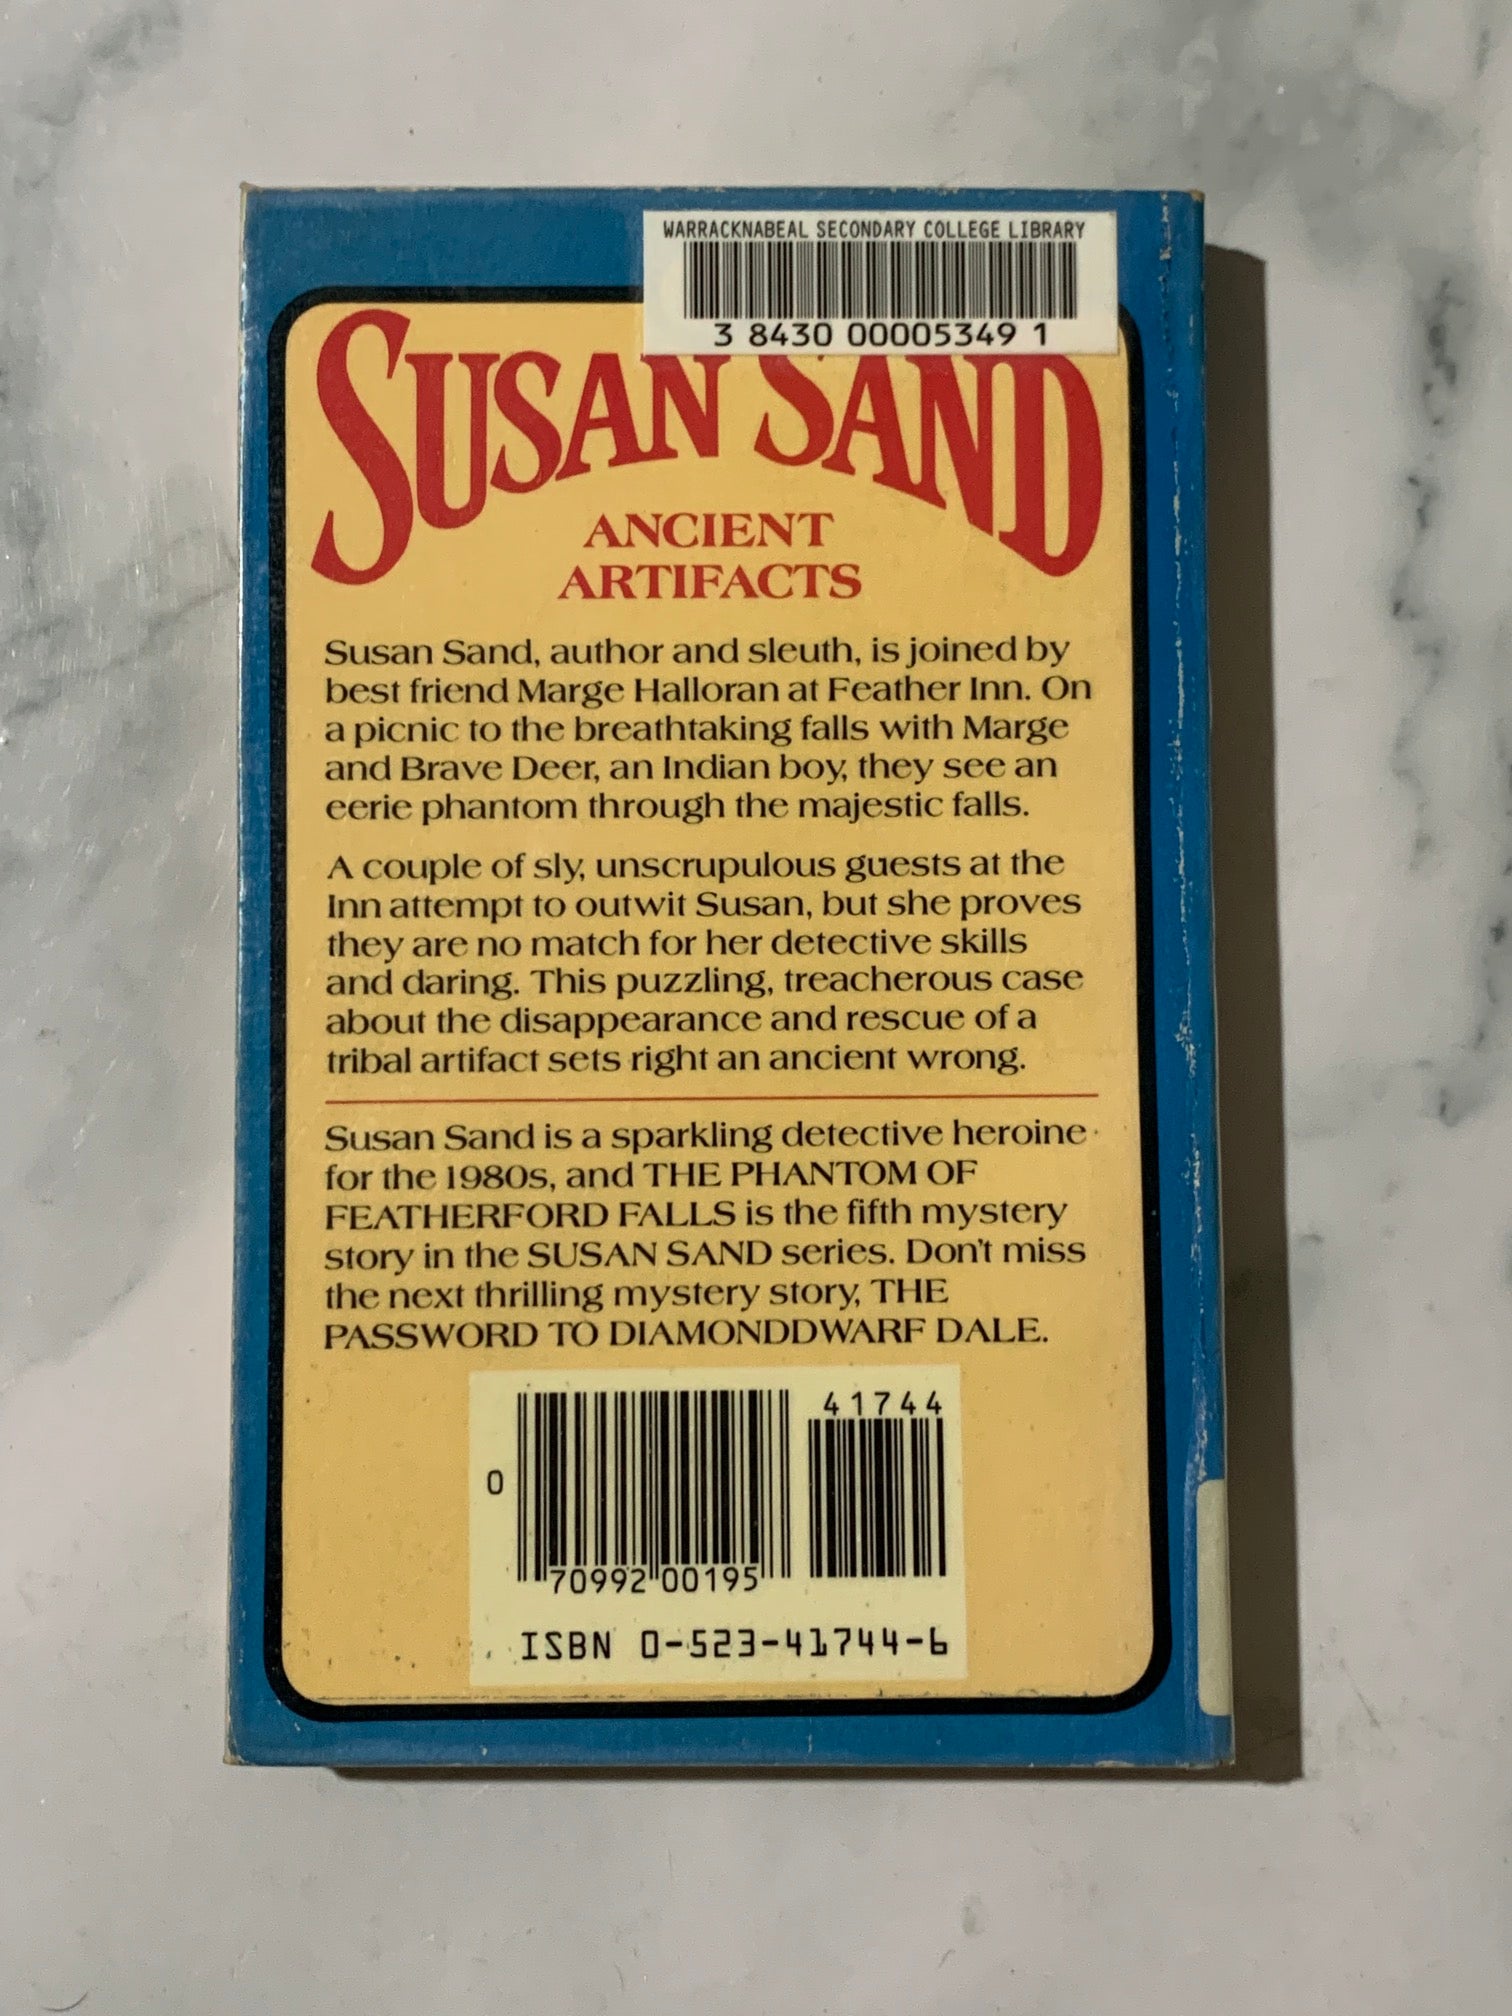 WARRACKNABEAL SECONDARY COLLEGE LIBRARY
3 8430 00005349 1
SUSAN SAND
ANCIENT
ARTIFACTS
Susan Sand, author and sleuth, is joined by
best friend Marge Halloran at Feather Inn. On
a picnic to the breathtaking falls with Marge
and Brave Deer, an Indian boy, they see an
eerie phantom through the majestic falls.
A couple of sly, unscrupulous guests at the
Inn attempt to outwit Susan, but she proves
they are no match for her detective skills
and daring. This puzzling, treacherous case
about the disappearance and rescue of a
tribal artifact sets right an ancient wrong.
Susan Sand is a sparkling detective heroine
for the 1980s, and THE PHANTOM OF
FEATHERFORD FALLS is the fifth mystery
story in the SUSAN SAND series. Don't miss
the next thrilling mystery story, THE
PASSWORD TO DIAMONDDWARF DALE.
41744
0
70992 00195
ISBN 0-523-41744-6